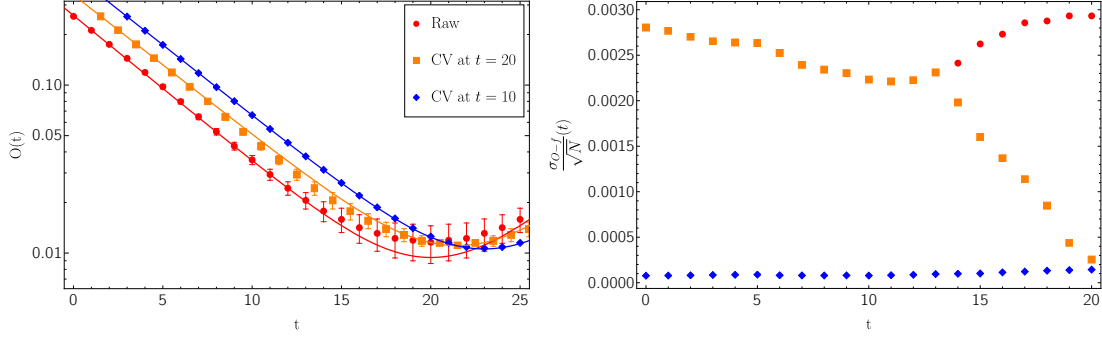 O(t)
0.10
0.05
0.01
0 5 10 15 20 25
t
Raw
CV at t = 20
CV at t = 10
σ_{O−f}/√N (t)
0.0030
0.0025
0.0020
0.0015
0.0010
0.0005
0.0000
0 5 10 15 20
t